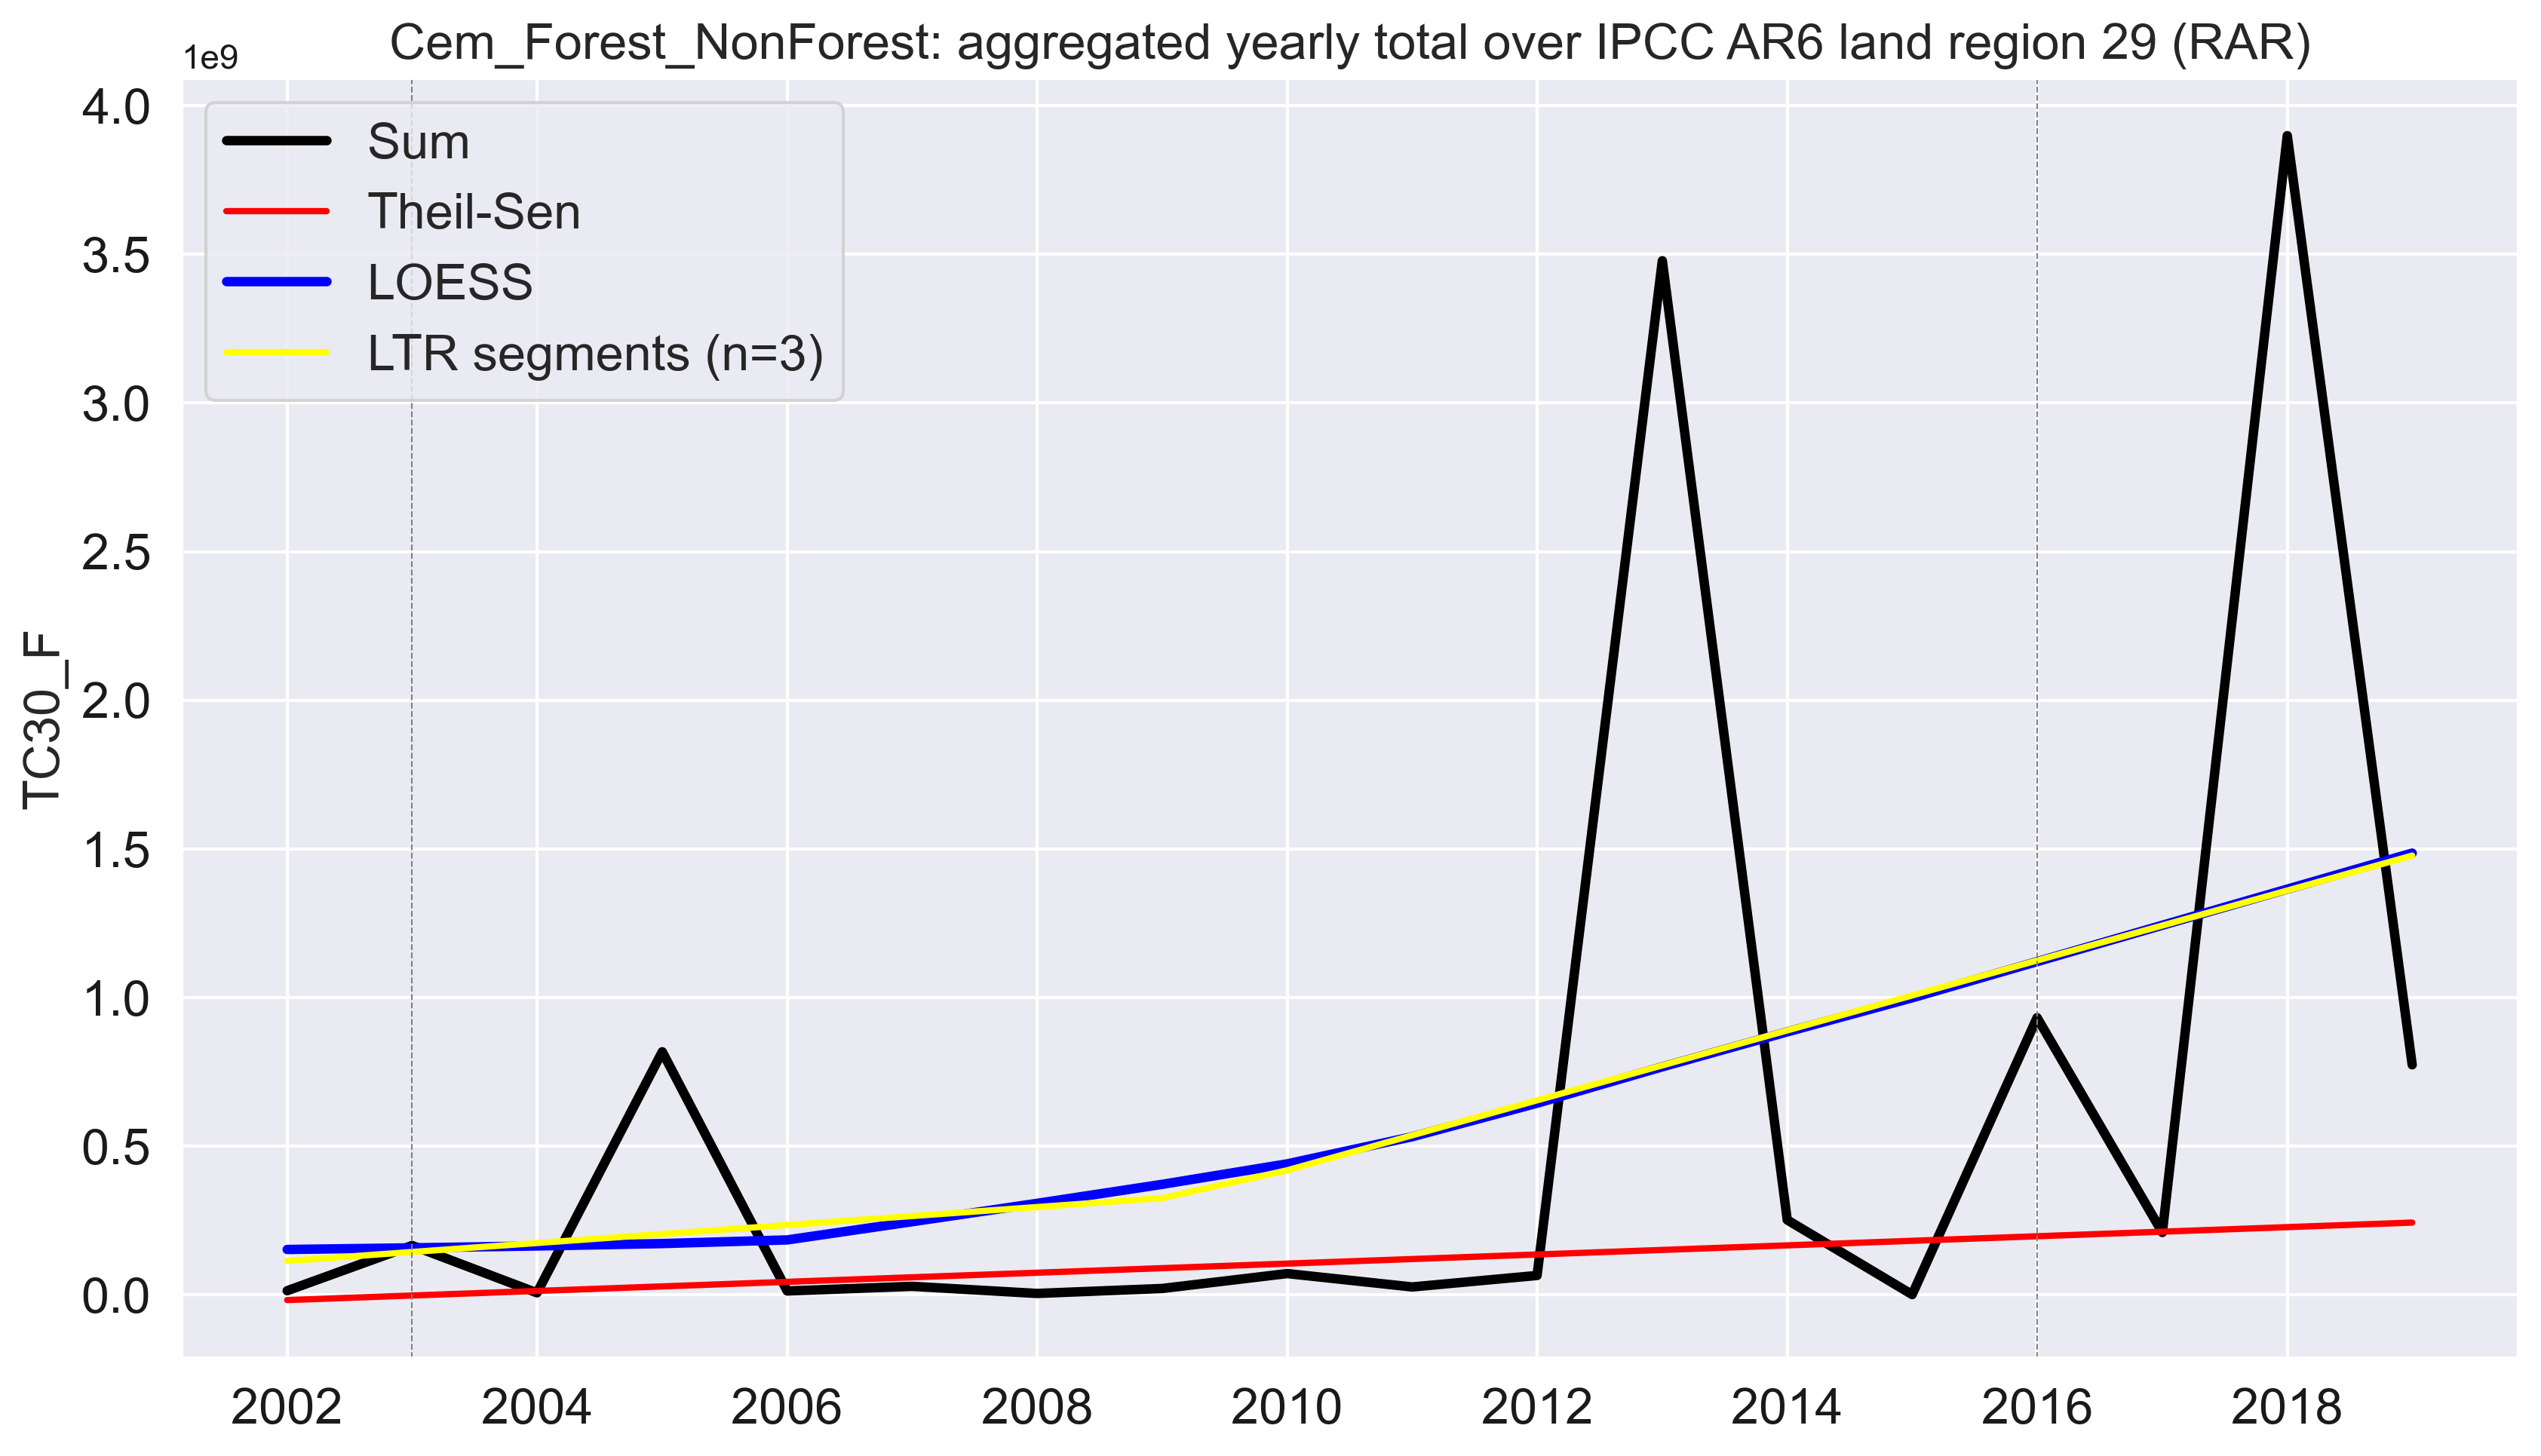 Cem_Forest_NonForest: aggregated yearly total over IPCC AR6 land region 29 (RAR)
1e9
4.0
3.5
3.0
2.5
2.0
1.5
1.0
0.5
0.0
TC30_F
Sum
Theil-Sen
LOESS
LTR segments (n=3)
2002 2004 2006 2008 2010 2012 2014 2016 2018